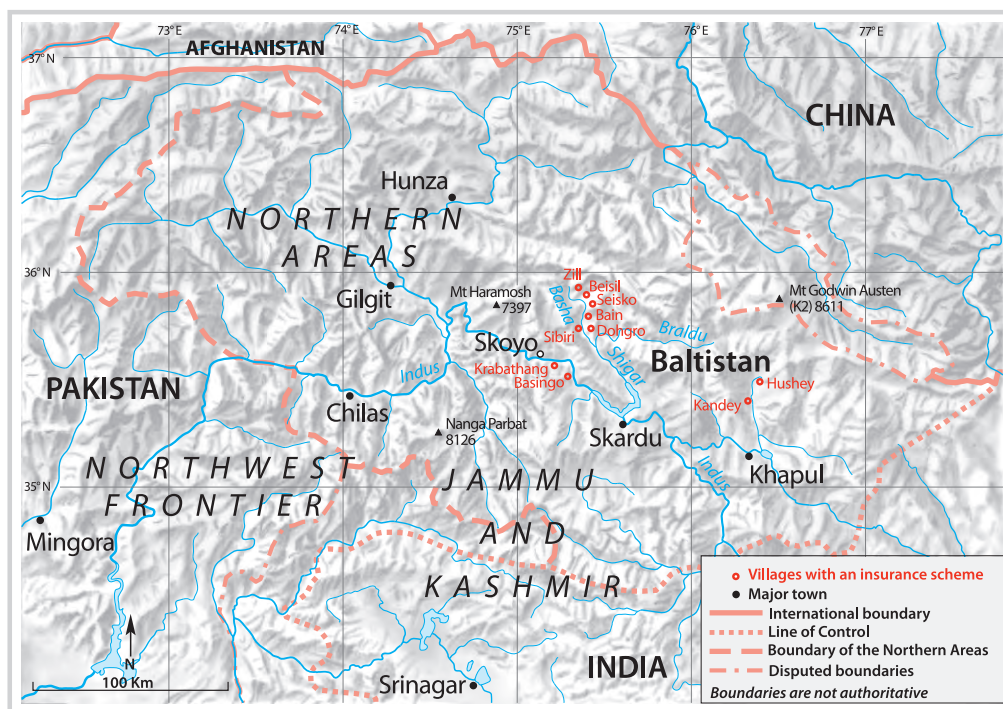 73°E 74°E 75°E 76°E 77°E
AFGHANISTAN
37°N
CHINA
Hunza
NORTHERN
AREAS
36°N
Zill
Beisil
Seisko
Bain
Dohgro
Sibiri
Basha
Braldu
Shigar
Gilgit
Mt Haramosh
7397
Mt Godwin Austen
(K2) 8611
Skoyo
Krabathang
Basingo
Baltistan
Hushey
Kandey
Indus
PAKISTAN
Chilas
Nanga Parbat
8126
Skardu
Khapul
Indus
NORTHWEST
FRONTIER
35°N
JAMMU
AND
KASHMIR
Mingora
INDIA
Srinagar
N
100 Km
Villages with an insurance scheme
Major town
International boundary
Line of Control
Boundary of the Northern Areas
Disputed boundaries
Boundaries are not authoritative